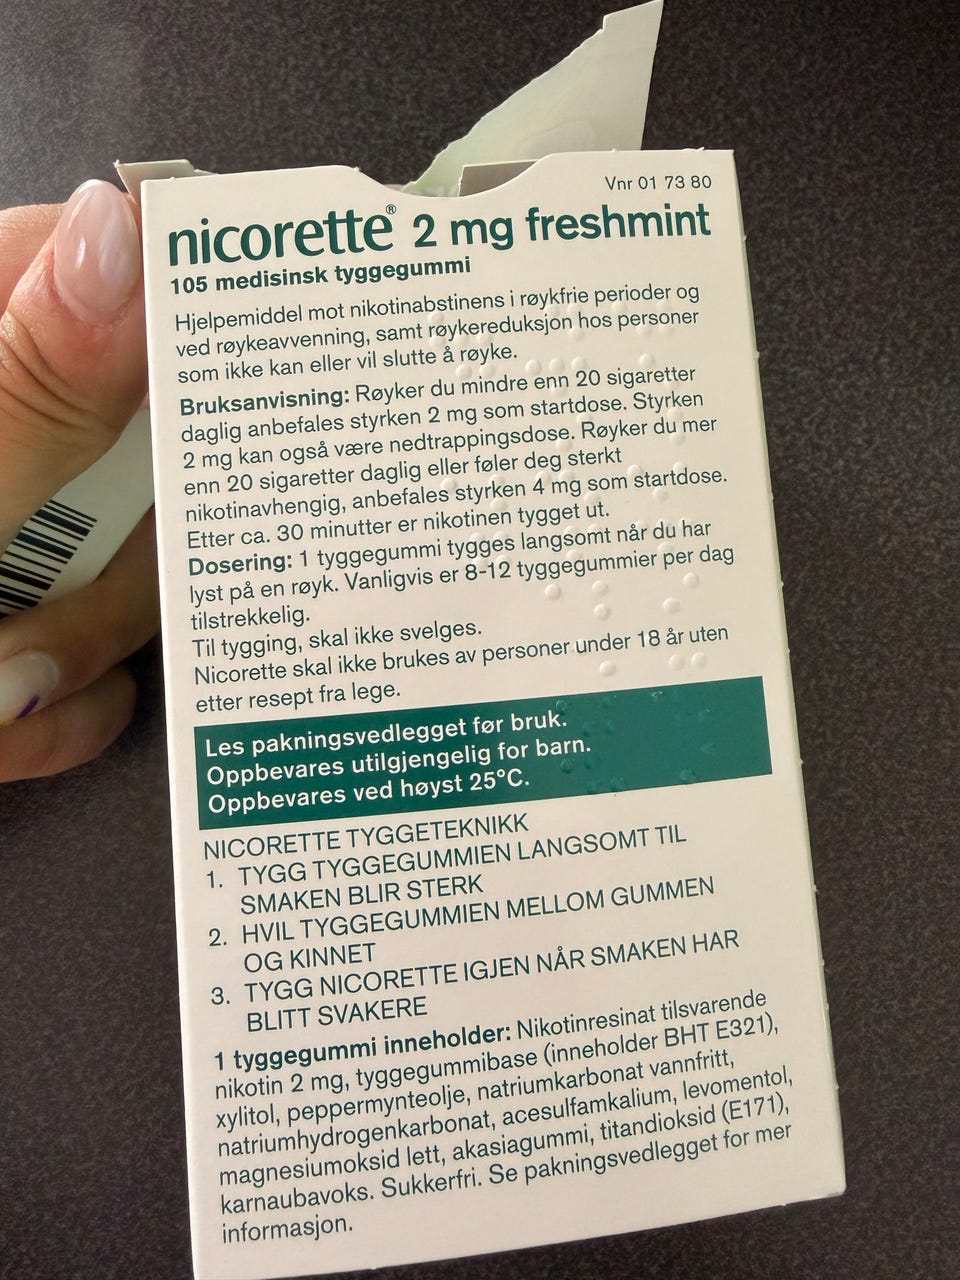 Vnr 01 73 80
nicorette® 2 mg freshmint
105 medisinsk tyggegummi
Hjelpemiddel mot nikotinabstinens i røykfrie perioder og
ved røykeavvenning, samt røykereduksjon hos personer
som ikke kan eller vil slutte å røyke.
Bruksanvisning: Røyker du mindre enn 20 sigaretter
daglig anbefales styrken 2 mg som startdose. Styrken
2 mg kan også være nedtrappingsdose. Røyker du mer
enn 20 sigaretter daglig eller føler deg sterkt
nikotinavhengig, anbefales styrken 4 mg som startdose.
Etter ca. 30 minutter er nikotinen tygget ut.
Dosering: 1 tyggegummi tygges langsomt når du har
lyst på en røyk. Vanligvis er 8-12 tyggegummier per dag
tilstrekkelig.
Til tygging, skal ikke svelges.
Nicorette skal ikke brukes av personer under 18 år uten
etter resept fra lege.
Les pakningsvedlegget før bruk.
Oppbevares utilgjengelig for barn.
Oppbevares ved høyst 25°C.
NICORETTE TYGGETEKNIKK
1. TYGG TYGGEGUMMIEN LANGSOMT TIL
SMAKEN BLIR STERK
2. HVIL TYGGEGUMMIEN MELLOM GUMMEN
OG KINNET
3. TYGG NICORETTE IGJEN NÅR SMAKEN HAR
BLITT SVAKERE
1 tyggegummi inneholder: Nikotinresinat tilsvarende
nikotin 2 mg, tyggegummibase (inneholder BHT E321),
xylitol, peppermynteolje, natriumkarbonat vannfritt,
natriumhydrogenkarbonat, acesulfamkalium, levomentol,
magnesiumoksid lett, akasiagummi, titandioksid (E171),
karnaubavoks. Sukkerfri. Se pakningsvedlegget for mer
informasjon.